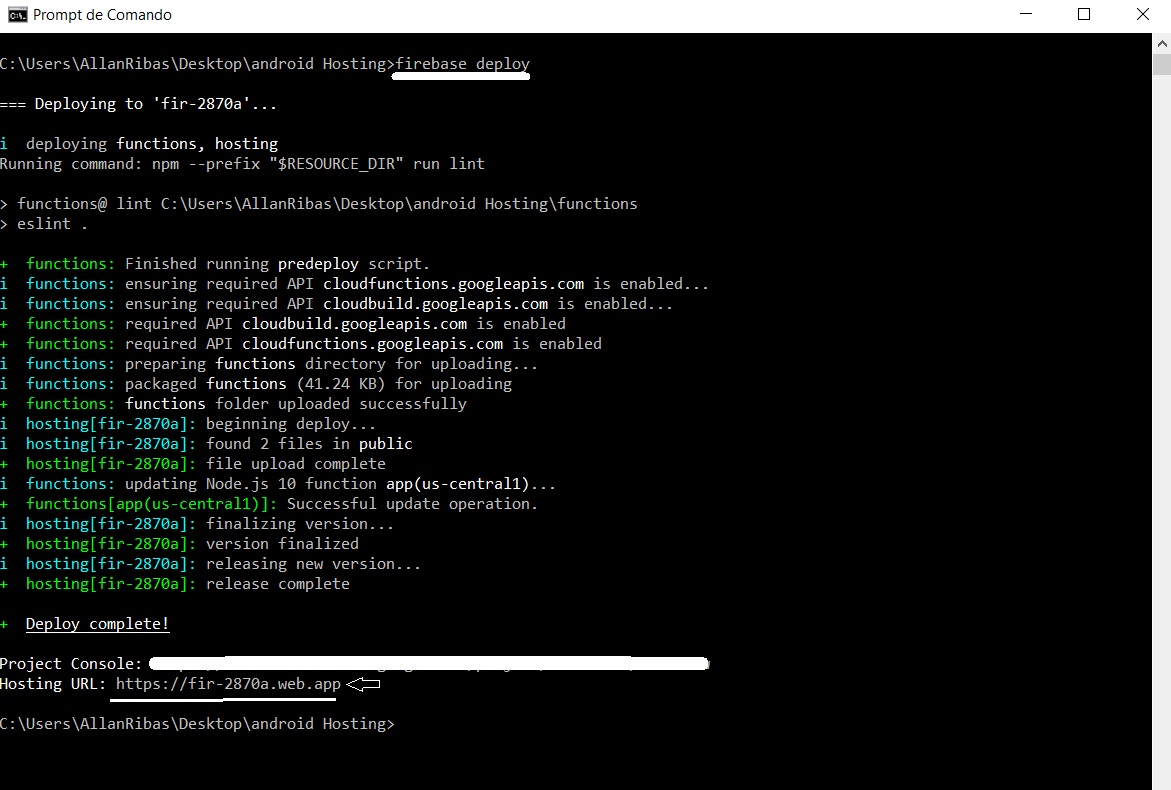 Prompt de Comando
C:\Users\AllanRibas\Desktop\android Hosting>firebase deploy
=== Deploying to 'fir-2870a'...
i  deploying functions, hosting
Running command: npm --prefix "$RESOURCE_DIR" run lint
> functions@ lint C:\Users\AllanRibas\Desktop\android Hosting\functions
> eslint .
+  functions: Finished running predeploy script.
i  functions: ensuring required API cloudfunctions.googleapis.com is enabled...
i  functions: ensuring required API cloudbuild.googleapis.com is enabled...
+  functions: required API cloudbuild.googleapis.com is enabled
+  functions: required API cloudfunctions.googleapis.com is enabled
i  functions: preparing functions directory for uploading...
i  functions: packaged functions (41.24 KB) for uploading
+  functions: functions folder uploaded successfully
i  hosting[fir-2870a]: beginning deploy...
i  hosting[fir-2870a]: found 2 files in public
+  hosting[fir-2870a]: file upload complete
i  functions: updating Node.js 10 function app(us-central1)...
+  functions[app(us-central1)]: Successful update operation.
i  hosting[fir-2870a]: finalizing version...
+  hosting[fir-2870a]: version finalized
i  hosting[fir-2870a]: releasing new version...
+  hosting[fir-2870a]: release complete
+  Deploy complete!
Project Console:
Hosting URL: https://fir-2870a.web.app
C:\Users\AllanRibas\Desktop\android Hosting>